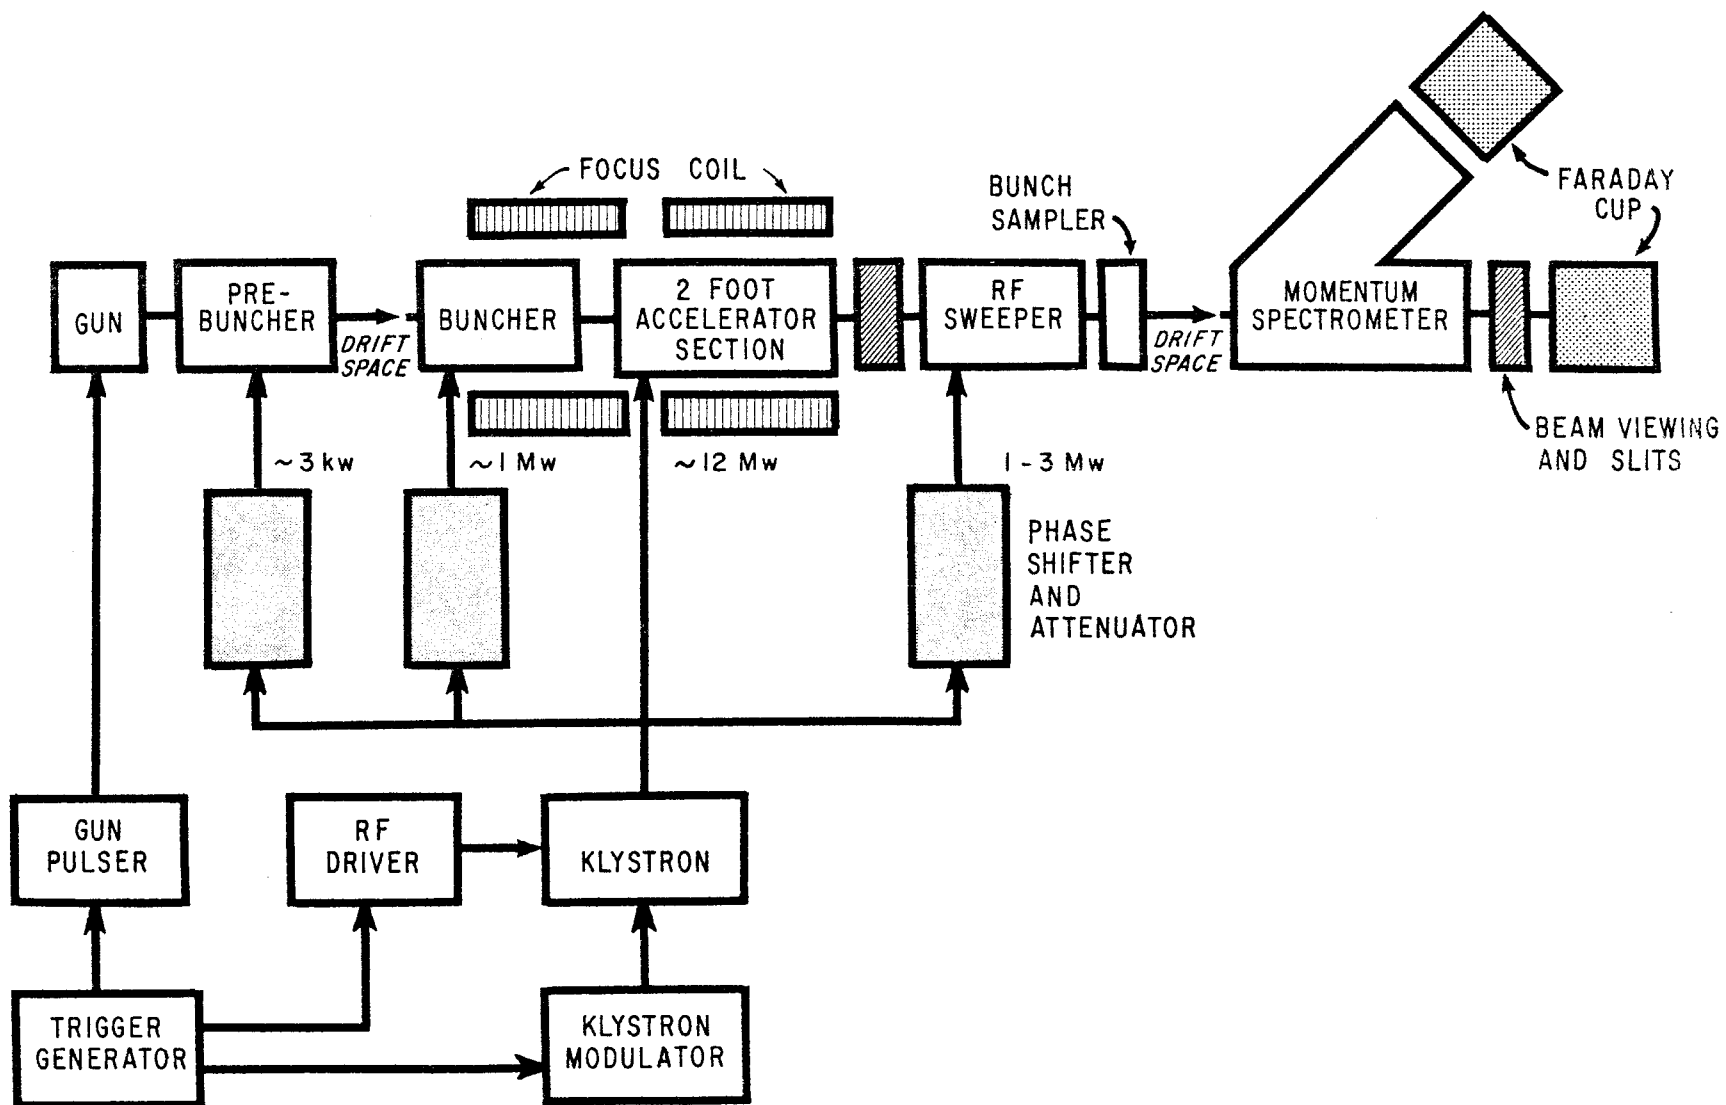 FOCUS COIL
BUNCH
SAMPLER
FARADAY
CUP
GUN
PRE-
BUNCHER
DRIFT
SPACE
BUNCHER
2 FOOT
ACCELERATOR
SECTION
RF
SWEEPER
DRIFT
SPACE
MOMENTUM
SPECTROMETER
BEAM VIEWING
AND SLITS
~3 kw
~1 Mw
~12 Mw
1-3 Mw
PHASE
SHIFTER
AND
ATTENUATOR
GUN
PULSER
RF
DRIVER
KLYSTRON
TRIGGER
GENERATOR
KLYSTRON
MODULATOR